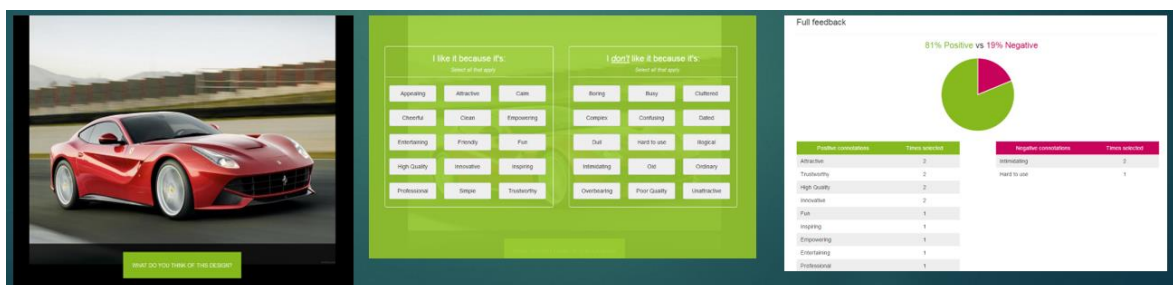 WHAT DO YOU THINK OF THIS DESIGN?
I like it because it's:
Select all that apply
Appealing Attractive Calm
Cheerful Clean Empowering
Entertaining Friendly Fun
High Quality Innovative Inspiring
Professional Simple Trustworthy
I don't like it because it's:
Select all that apply
Boring Busy Cluttered
Complex Confusing Dated
Dull Hard to use Illogical
Intimidating Old Ordinary
Overbearing Poor Quality Unattractive
Full feedback
81% Positive vs 19% Negative
Positive connotations Times selected
Attractive 2
Trustworthy 2
High Quality 2
Innovative 2
Fun 1
Inspiring 1
Empowering 1
Entertaining 1
Professional 1
Negative connotations Times selected
Intimidating 2
Hard to use 1